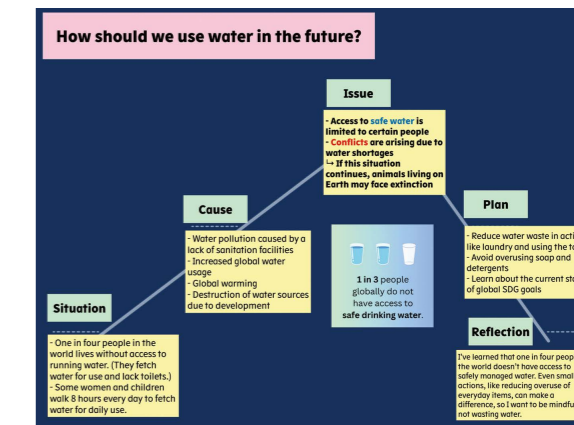 How should we use water in the future?
Issue
- Access to safe water is
limited to certain people
- Conflicts are arising due to
water shortages
↳ If this situation
continues, animals living on
Earth may face extinction
Cause
- Water pollution caused by a
lack of sanitation facilities
- Increased global water
usage
- Global warming
- Destruction of water sources
due to development
1 in 3 people
globally do not
have access to
safe drinking water.
Plan
- Reduce water waste in
like laundry and using the
- Avoid overusing soap and
detergents
- Learn about the current
of global SDG goals
Situation
- One in four people in the
world lives without access to
running water. (They fetch
water for use and lack toilets.)
- Some women and children
walk 8 hours every day to fetch
water for daily use.
Reflection
I've learned that one in four
the world doesn't have access to
safely managed water. Even small
actions, like reducing overuse of
everyday items, can make a
difference, so I want to be mindful
not wasting water.